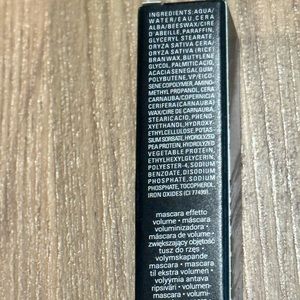 INGREDIENTS: AQUA/
WATER/EAU, CERA
ALBA/BEESWAX/CIRE
D'ABEILLE, PARAFFIN,
GLYCERYL STEARATE,
ORYZA SATIVA CERA/
ORYZA SATIVA (RICE)
BRAN WAX, BUTYLENE
GLYCOL, PALMITIC ACID,
ACACIA SENEGAL GUM,
POLYBUTENE, VP/EICO-
SENE COPOLYMER, AMINO-
METHYL PROPANOL, CERA
CARNAUBA/COPERNICIA
CERIFERA (CARNAUBA)
WAX/CIRE DE CARNAUBA,
STEARIC ACID, PHENO-
XYETHANOL, HYDROXY-
ETHYLCELLULOSE, POTAS-
SIUM SORBATE, HYDROLYZED
PEA PROTEIN, HYDROLYZED
VEGETABLE PROTEIN,
ETHYLHEXYLGLYCERIN,
POLYESTER-4, SODIUM
BENZOATE, DISODIUM
PHOSPHATE, SODIUM
PHOSPHATE, TOCOPHEROL,
IRON OXIDES (CI 77499).
mascara effetto
volume • máscara
voluminizadora •
máscara de volume •
zwiększający objętość
tusz do rzęs •
volymskapande
mascara • mascara
til ekstra volumen •
volyymia antava
ripsiväri • volumen-
mascara • volumi-